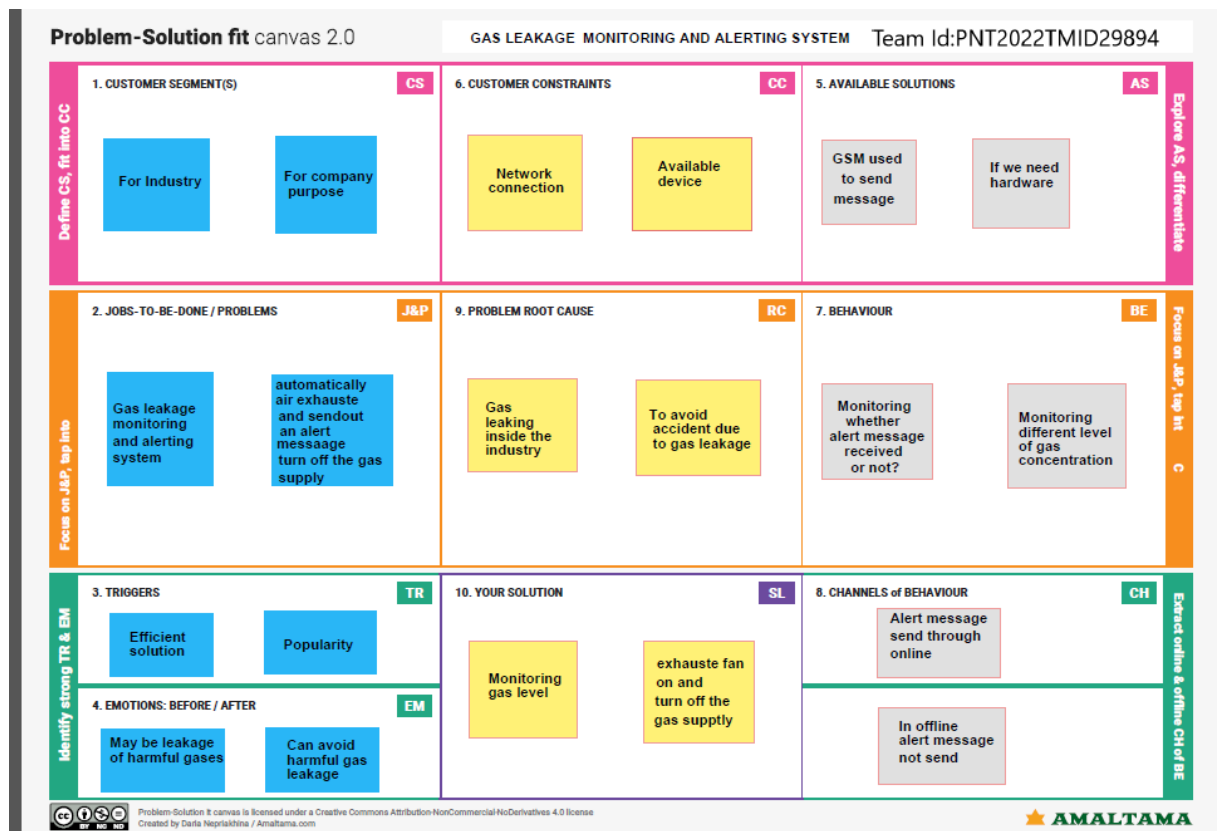 Problem-Solution fit canvas 2.0
GAS LEAKAGE MONITORING AND ALERTING SYSTEM
Team Id:PNT2022TMID29894
Define CS, fit into CC
1. CUSTOMER SEGMENT(S)
CS
For Industry
For company
purpose
6. CUSTOMER CONSTRAINTS
CC
Network
connection
Available
device
5. AVAILABLE SOLUTIONS
AS
GSM used
to send
message
If we need
hardware
Explore AS, differentiate
Focus on J&P, tap into
2. JOBS-TO-BE-DONE / PROBLEMS
J&P
Gas leakage
monitoring
and alerting
system
automatically
air exhauste
and sendout
an alert
messaage
turn off the gas
supply
9. PROBLEM ROOT CAUSE
RC
Gas
leaking
inside the
industry
To avoid
accident due
to gas leakage
7. BEHAVIOUR
BE
Monitoring
whether
alert message
received
or not?
Monitoring
different level
of gas
concentration
Focus on J&P, tap int
C
Identify strong TR & EM
3. TRIGGERS
TR
Efficient
solution
Popularity
4. EMOTIONS: BEFORE / AFTER
EM
May be leakage
of harmful gases
Can avoid
harmful gas
leakage
10. YOUR SOLUTION
SL
Monitoring
gas level
exhauste fan
on and
turn off the
gas supptly
8. CHANNELS of BEHAVIOUR
CH
Alert message
send through
online
In offline
alert message
not send
Extract online & offline CH of BE
cc
BY NC ND
Problem-Solution fit canvas is licensed under a Creative Commons Attribution-NonCommercial-NoDerivatives 4.0 license
Created by Daria Nepriakhina / Amaltama.com
AMALTAMA